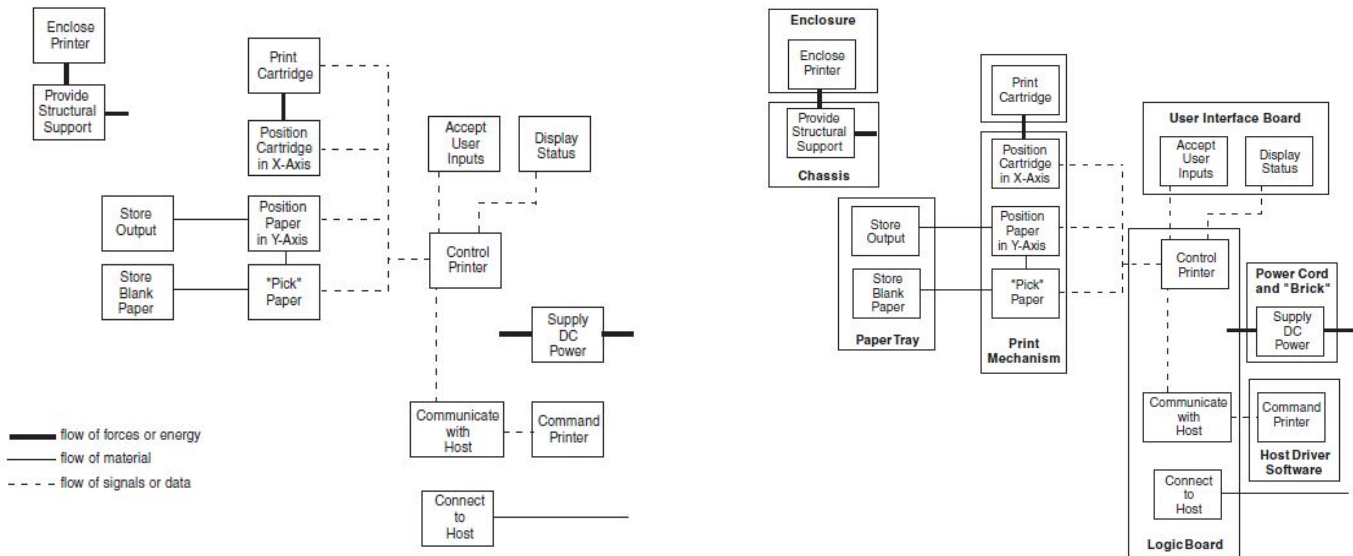 Enclose
Printer
Provide
Structural
Support
Print
Cartridge
Position
Cartridge
in X-Axis
Accept
User
Inputs
Display
Status
Store
Output
Position
Paper
in Y-Axis
Control
Printer
Store
Blank
Paper
"Pick"
Paper
Supply
DC
Power
Communicate
with
Host
Command
Printer
Connect
to
Host
flow of forces or energy
flow of material
flow of signals or data
Enclosure
Enclose
Printer
Provide
Structural
Support
Chassis
Print
Cartridge
Position
Cartridge
in X-Axis
Position
Paper
in Y-Axis
"Pick"
Paper
Print
Mechanism
Store
Output
Store
Blank
Paper
Paper Tray
User Interface Board
Accept
User
Inputs
Display
Status
Control
Printer
Power Cord
and "Brick"
Supply
DC
Power
Communicate
with
Host
Command
Printer
Host Driver
Software
Connect
to
Host
Logic Board